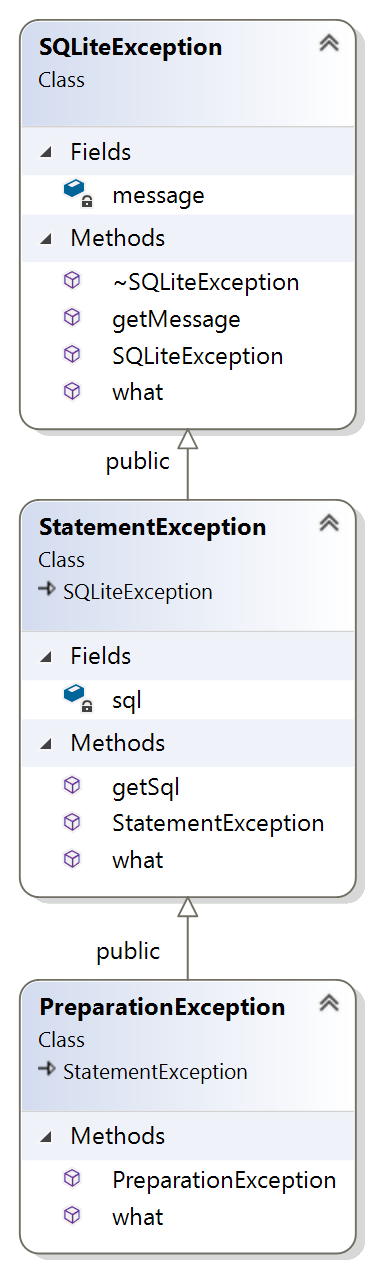 SQLiteException
Class
Fields
message
Methods
~SQLiteException
getMessage
SQLiteException
what
public
StatementException
Class
SQLiteException
Fields
sql
Methods
getSql
StatementException
what
public
PreparationException
Class
StatementException
Methods
PreparationException
what